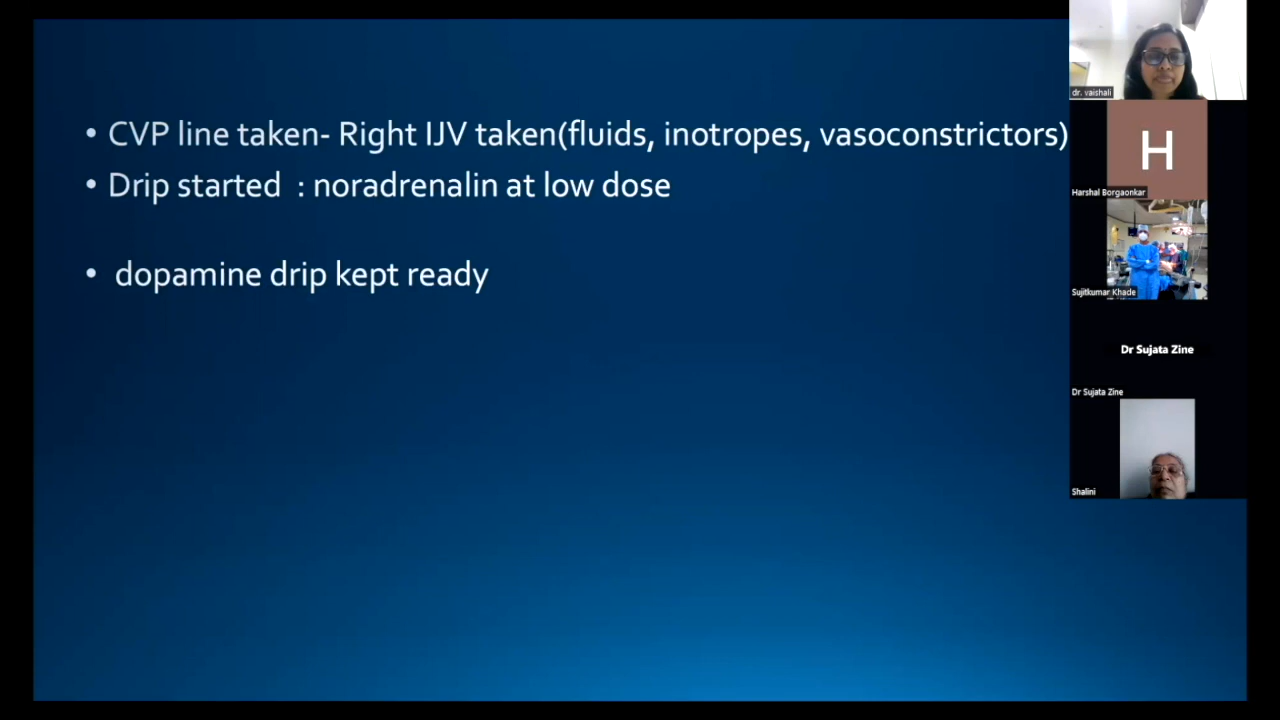 • CVP line taken- Right IJV taken(fluids, inotropes, vasoconstrictors)
• Drip started : noradrenalin at low dose
• dopamine drip kept ready
dr. vaishali
H
Harshal Borgaonkar
Sujitkumar Khade
Dr Sujata Zine
Dr Sujata Zine
Shalini